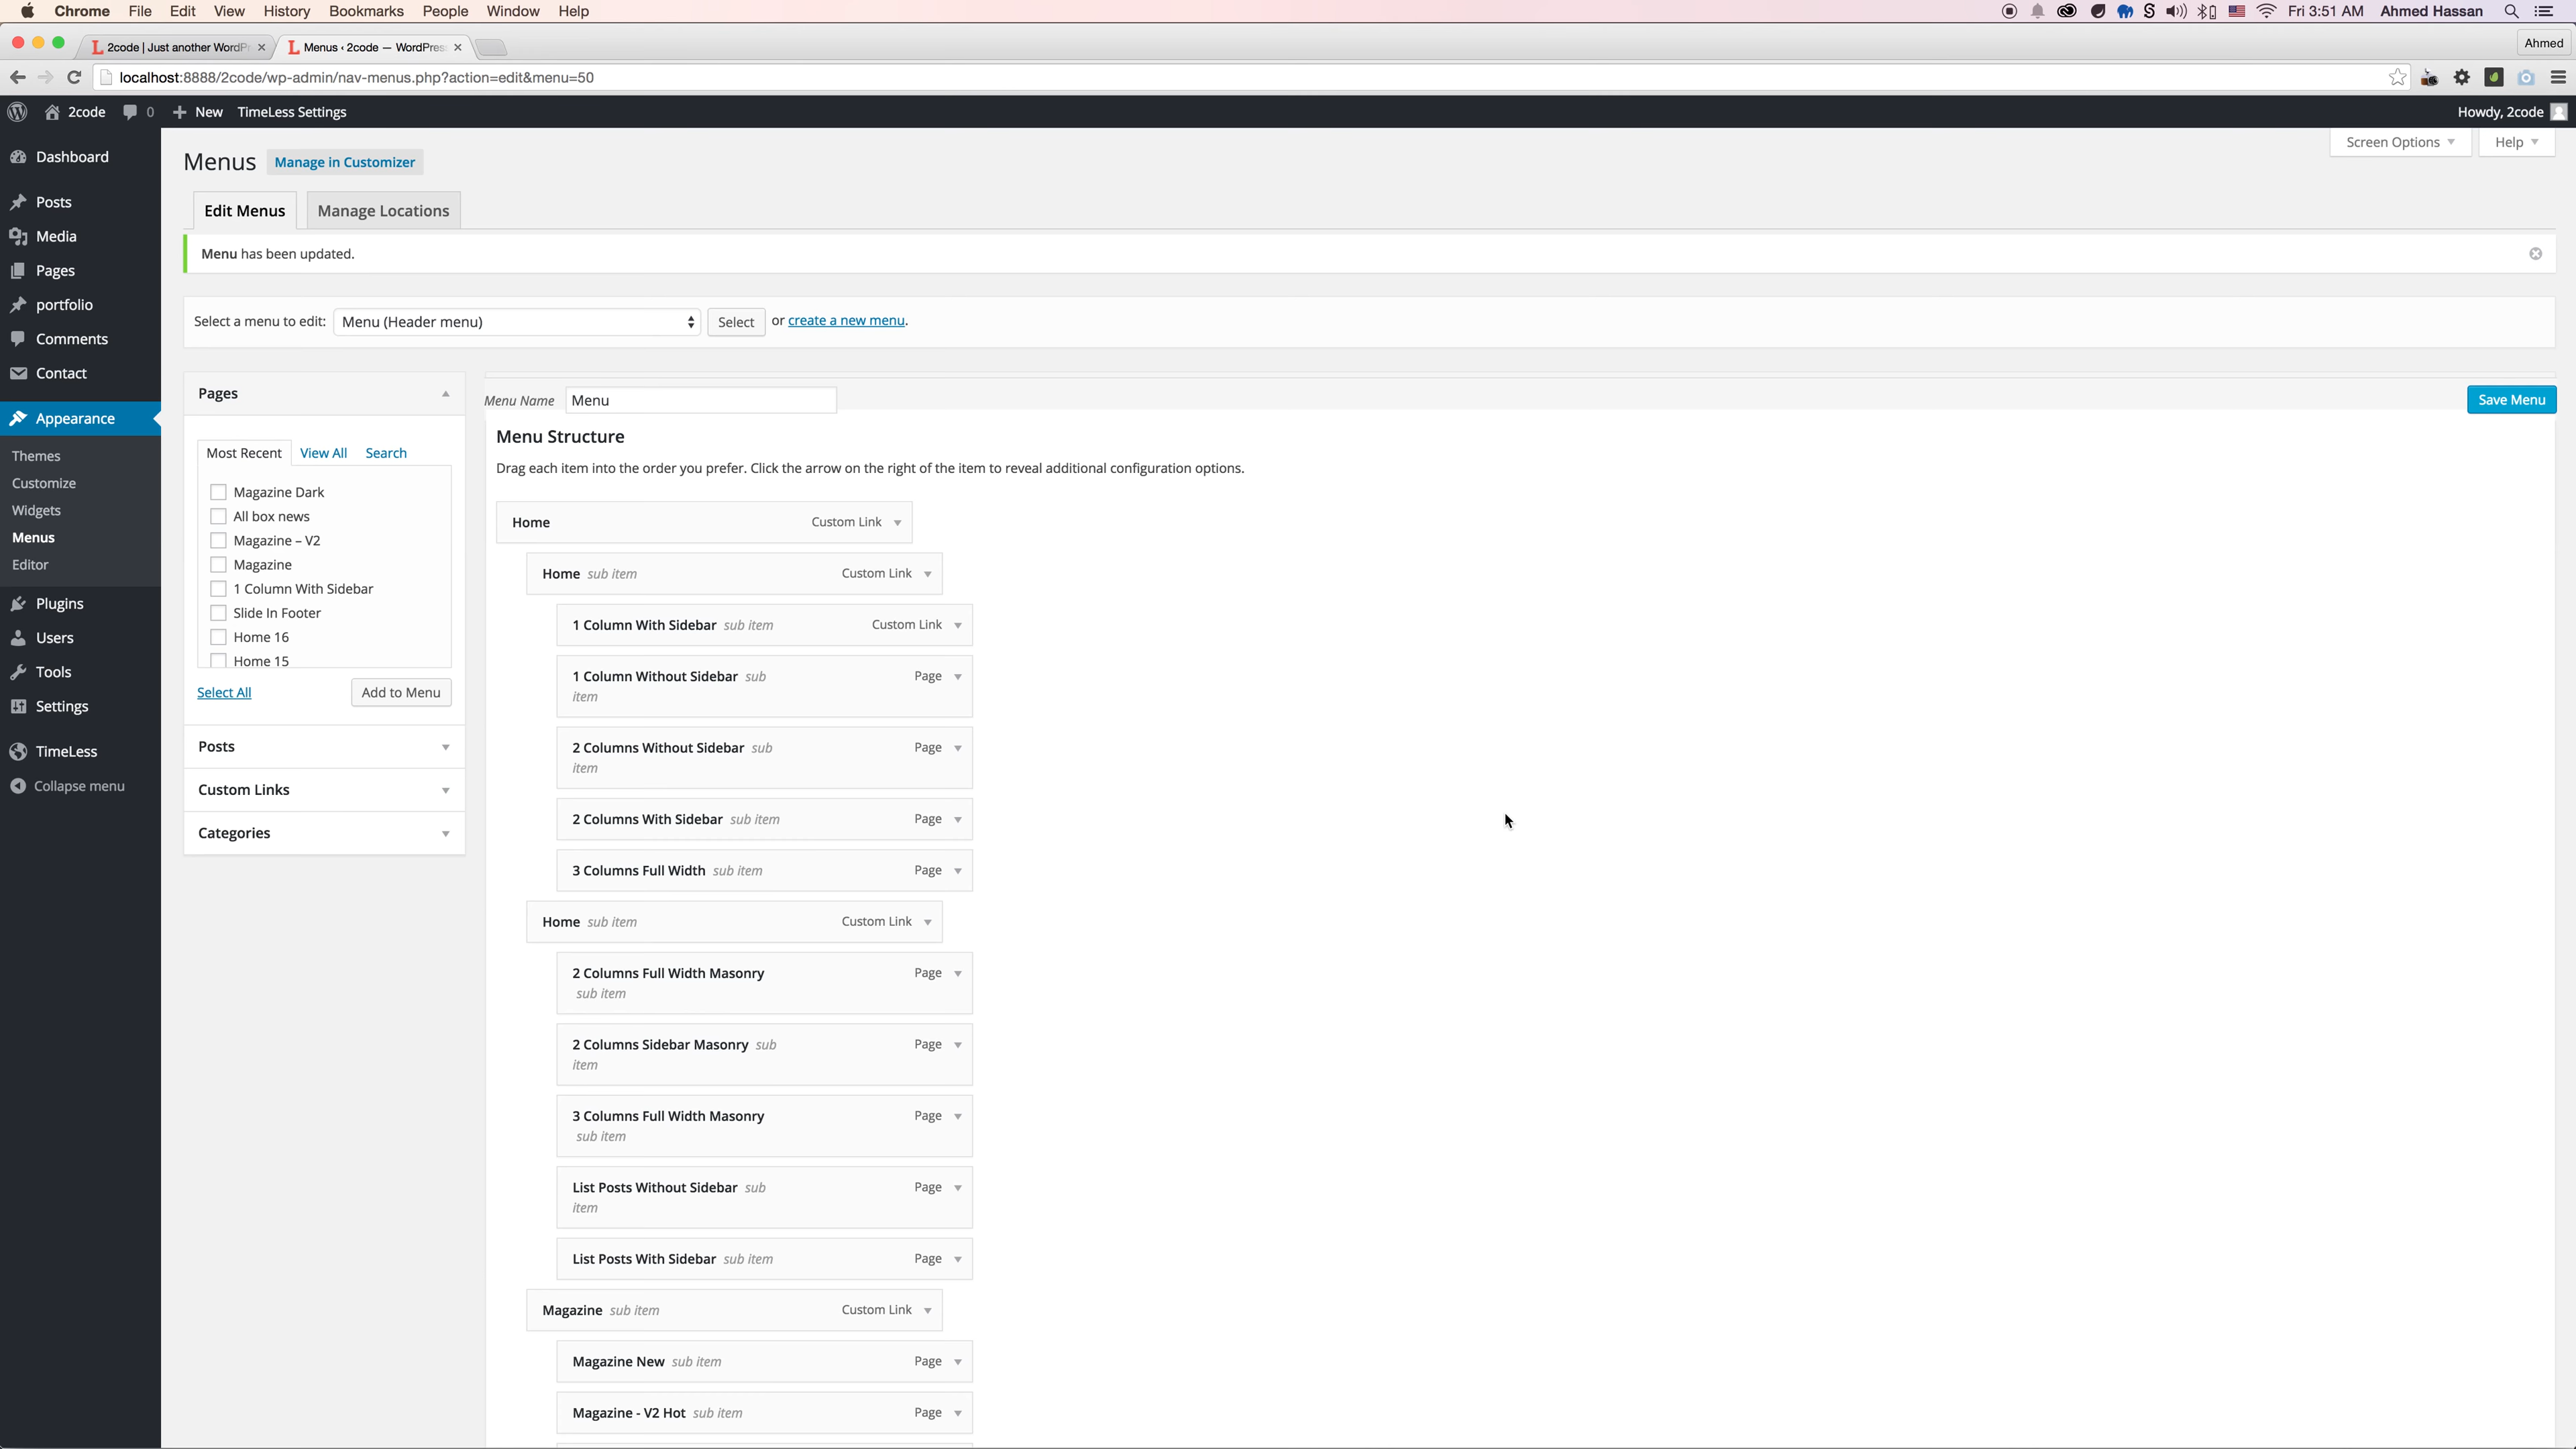 Chrome File Edit View History Bookmarks People Window Help Fri 3:51 AM Ahmed Hassan
2code | Just another WordPr Menus ‹ 2code — WordPres Ahmed
localhost:8888/2code/wp-admin/nav-menus.php?action=edit&menu=50
2code 0 New TimeLess Settings Howdy, 2code
Dashboard
Posts
Media
Pages
portfolio
Comments
Contact
Appearance
Themes
Customize
Widgets
Menus
Editor
Plugins
Users
Tools
Settings
TimeLess
Collapse menu
Menus Manage in Customizer Screen Options Help
Edit Menus Manage Locations
Menu has been updated.
Select a menu to edit: Menu (Header menu) Select or create a new menu.
Pages
Most Recent View All Search
Magazine Dark
All box news
Magazine – V2
Magazine
1 Column With Sidebar
Slide In Footer
Home 16
Home 15
Select All Add to Menu
Posts
Custom Links
Categories
Menu Name Menu Save Menu
Menu Structure
Drag each item into the order you prefer. Click the arrow on the right of the item to reveal additional configuration options.
Home Custom Link
Home sub item Custom Link
1 Column With Sidebar sub item Custom Link
1 Column Without Sidebar sub Page
item
2 Columns Without Sidebar sub Page
item
2 Columns With Sidebar sub item Page
3 Columns Full Width sub item Page
Home sub item Custom Link
2 Columns Full Width Masonry Page
sub item
2 Columns Sidebar Masonry sub Page
item
3 Columns Full Width Masonry Page
sub item
List Posts Without Sidebar sub Page
item
List Posts With Sidebar sub item Page
Magazine sub item Custom Link
Magazine New sub item Page
Magazine - V2 Hot sub item Page